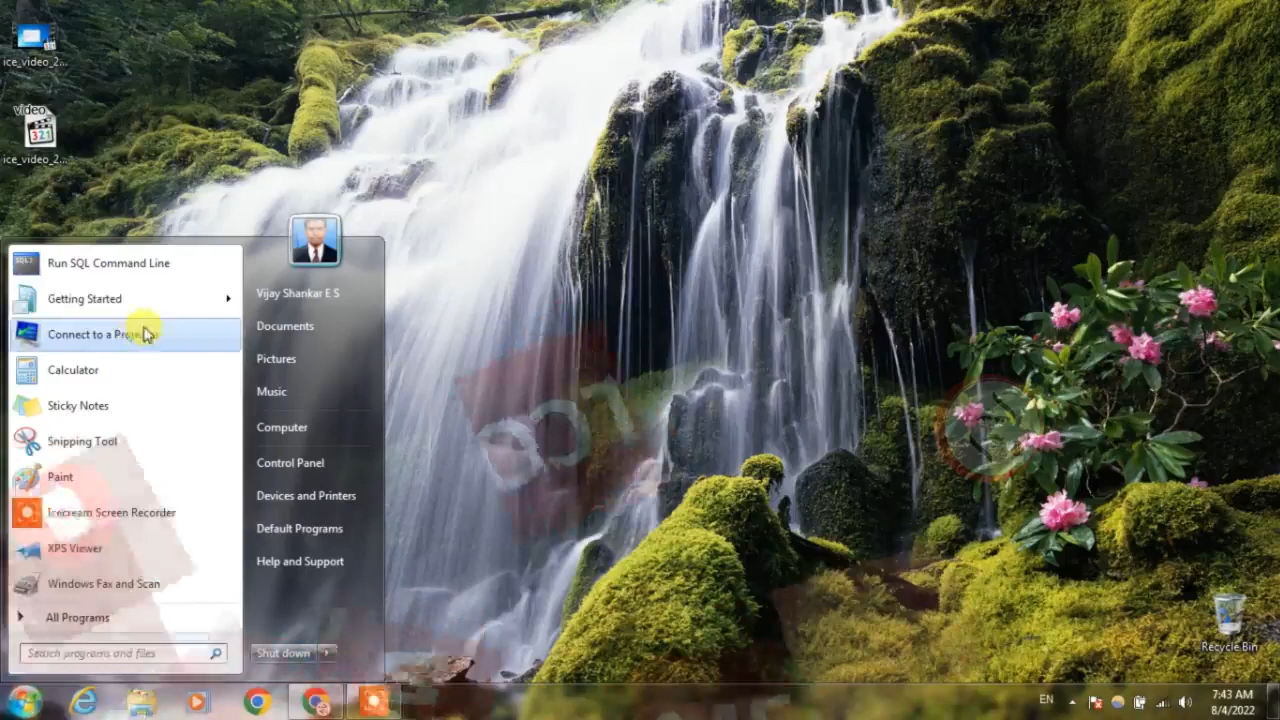 ice_video_2...
video
321
ice_video_2...
SQL>
Run SQL Command Line
Getting Started
Connect to a
Calculator
Sticky Notes
Snipping Tool
Paint
Icecream Screen Recorder
XPS Viewer
Windows Fax and Scan
All Programs
Search programs and files
Vijay Shankar E S
Documents
Pictures
Music
Computer
Control Panel
Devices and Printers
Default Programs
Help and Support
Shut down
Recycle Bin
EN
7:43 AM
8/4/2022